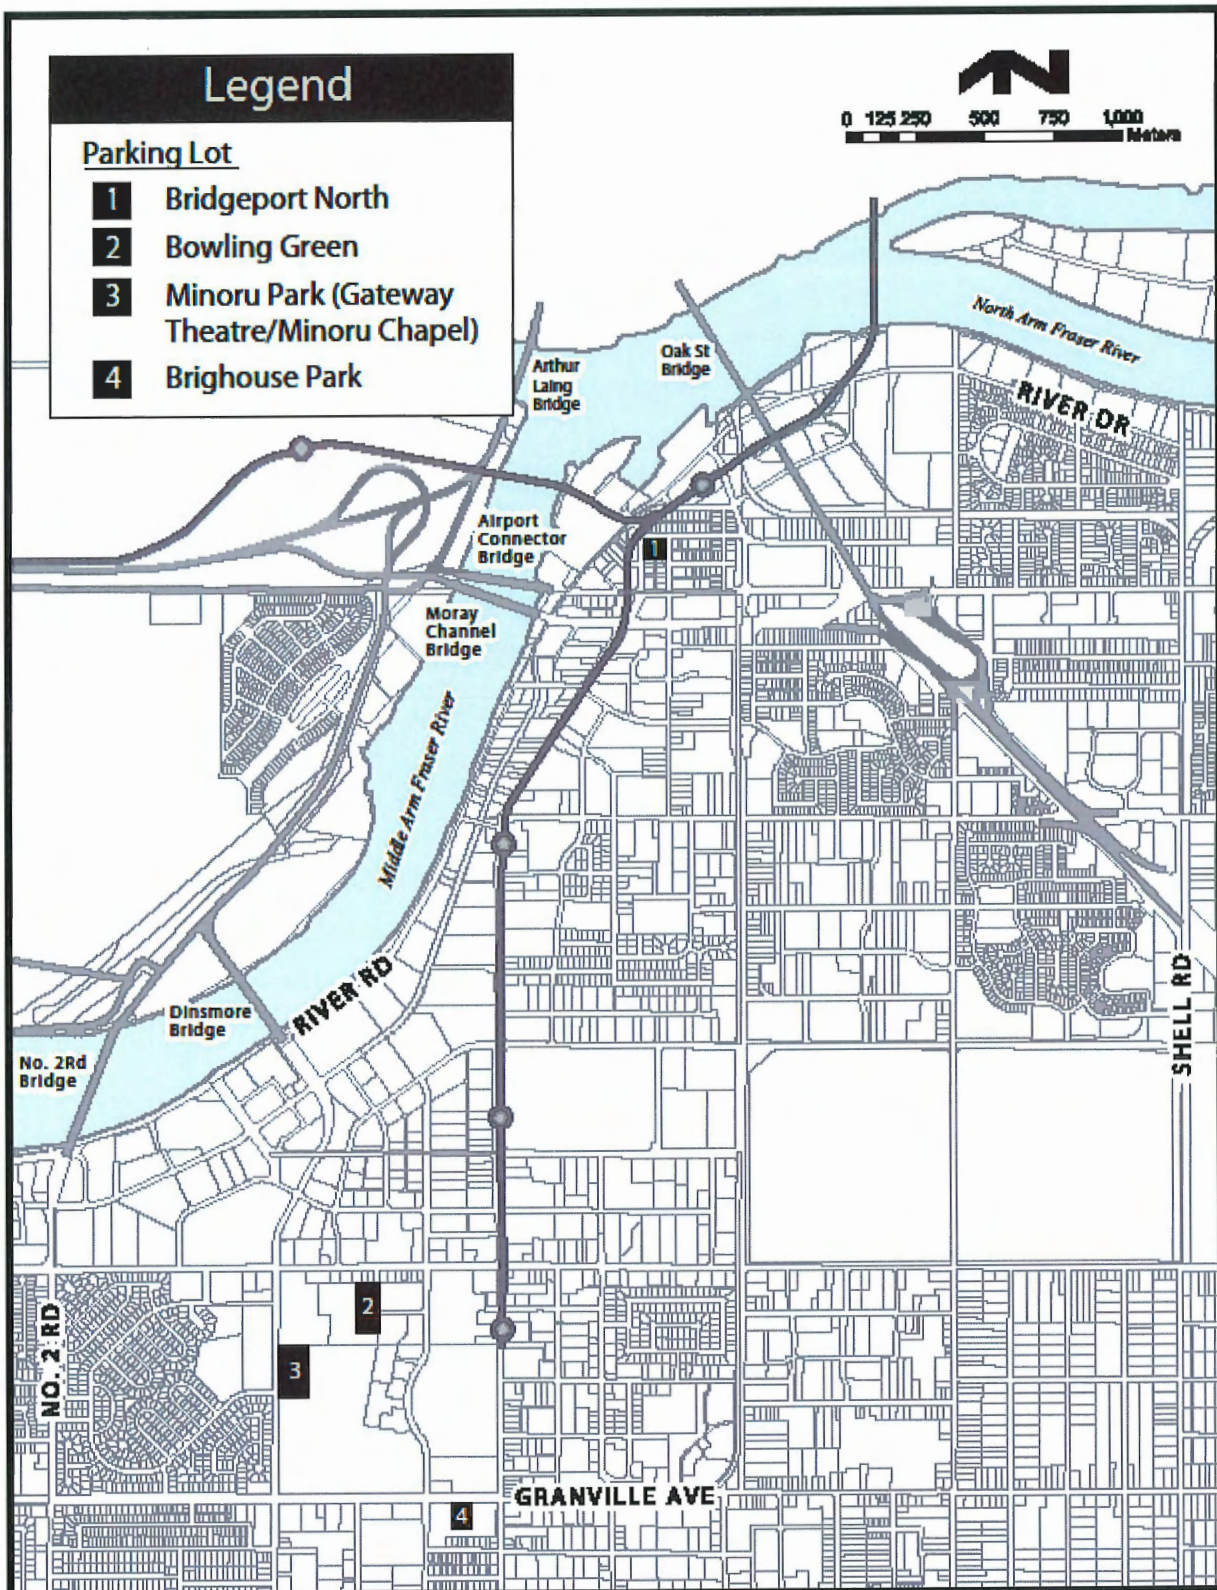 Legend
Parking Lot
1 Bridgeport North
2 Bowling Green
3 Minoru Park (Gateway
Theatre/Minoru Chapel)
4 Brighouse Park
N
0 125 250 500 750 1,000
Meters
North Arm Fraser River
RIVER DR
Oak St
Bridge
Arthur
Laing
Bridge
Airport
Connector
Bridge
1
Moray
Channel
Bridge
Middle Arm Fraser River
RIVER RD
Dinsmore
Bridge
No. 2Rd
Bridge
SHELL RD
NO. 2 RD
2
3
GRANVILLE AVE
4